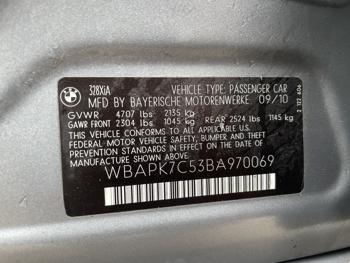 328XiA VEHICLE TYPE: PASSENGER CAR
MFD BY BAYERISCHE MOTORENWERKE 09/10
GVWR 4707 lbs 2135 kg
GAWR FRONT 2304 lbs 1045 kg REAR 2524 lbs 1145 kg
THIS VEHICLE CONFORMS TO ALL APPLICABLE
FEDERAL MOTOR VEHICLE SAFETY, BUMPER, AND
THEFT PREVENTION STANDARDS IN EFFECT ON THE
DATE OF MANUFACTURE SHOWN ABOVE.
WBAPK7C53BA970069